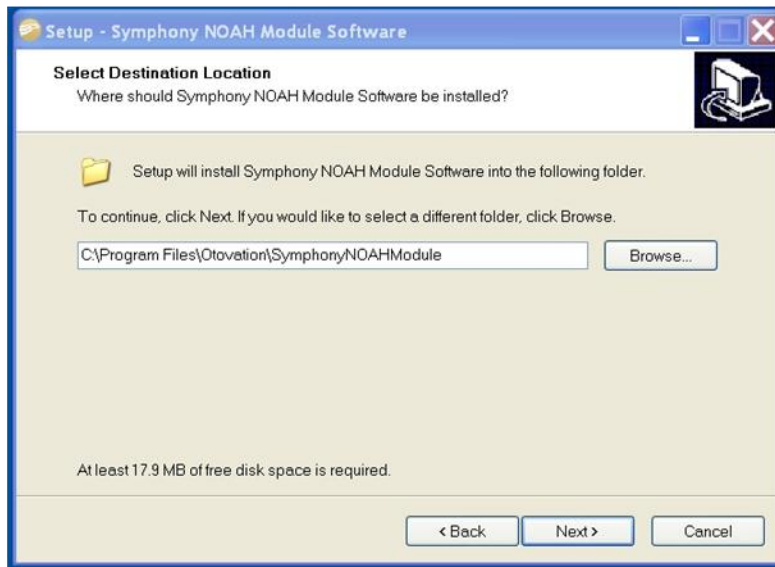 Setup - Symphony NOAH Module Software
Select Destination Location
Where should Symphony NOAH Module Software be installed?
Setup will install Symphony NOAH Module Software into the following folder.
To continue, click Next. If you would like to select a different folder, click Browse.
C:\Program Files\Otovation\SymphonyNOAHModule
Browse...
At least 17.9 MB of free disk space is required.
< Back
Next >
Cancel